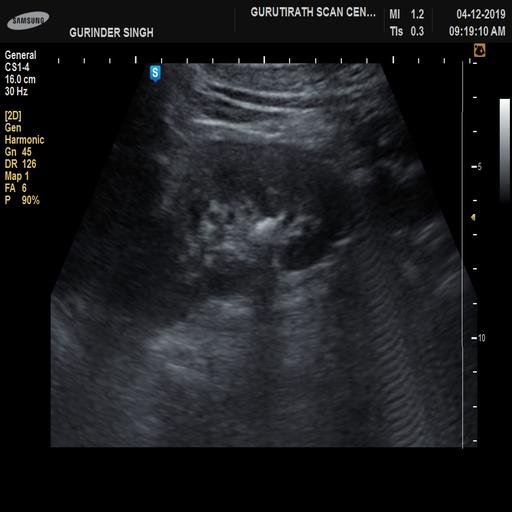 SAMSUNG
GURINDER SINGH
GURUTIRATH SCAN CEN...
MI 1.2
TIs 0.3
04-12-2019
09:19:10 AM
General
CS1-4
16.0 cm
30 Hz
[2D]
Gen
Harmonic
Gn 45
DR 126
Map 1
FA 6
P 90%
S
5
10